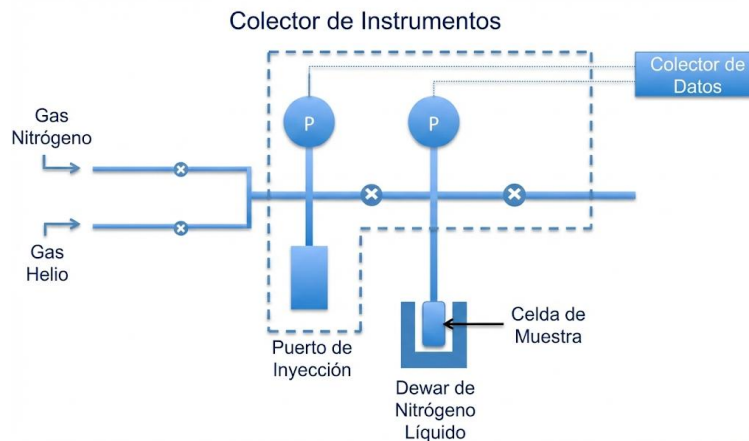 Colector de Instrumentos
Colector de
Datos
P
P
Gas
Nitrógeno
Gas
Helio
Puerto de
Inyección
Celda de
Muestra
Dewar de
Nitrógeno
Líquido